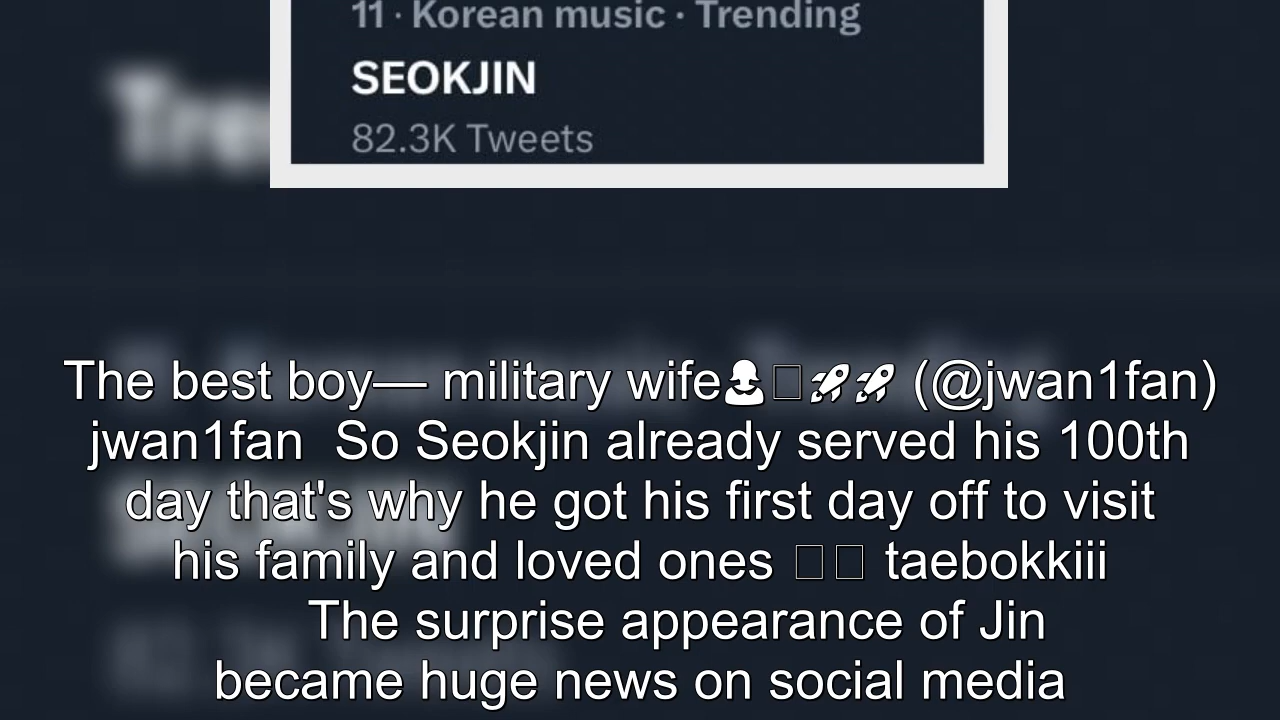 11 · Korean music · Trending
SEOKJIN
82.3K Tweets
The best boy— military wife (@jwan1fan)
jwan1fan So Seokjin already served his 100th
day that's why he got his first day off to visit
his family and loved ones taebokkiii
The surprise appearance of Jin
became huge news on social media